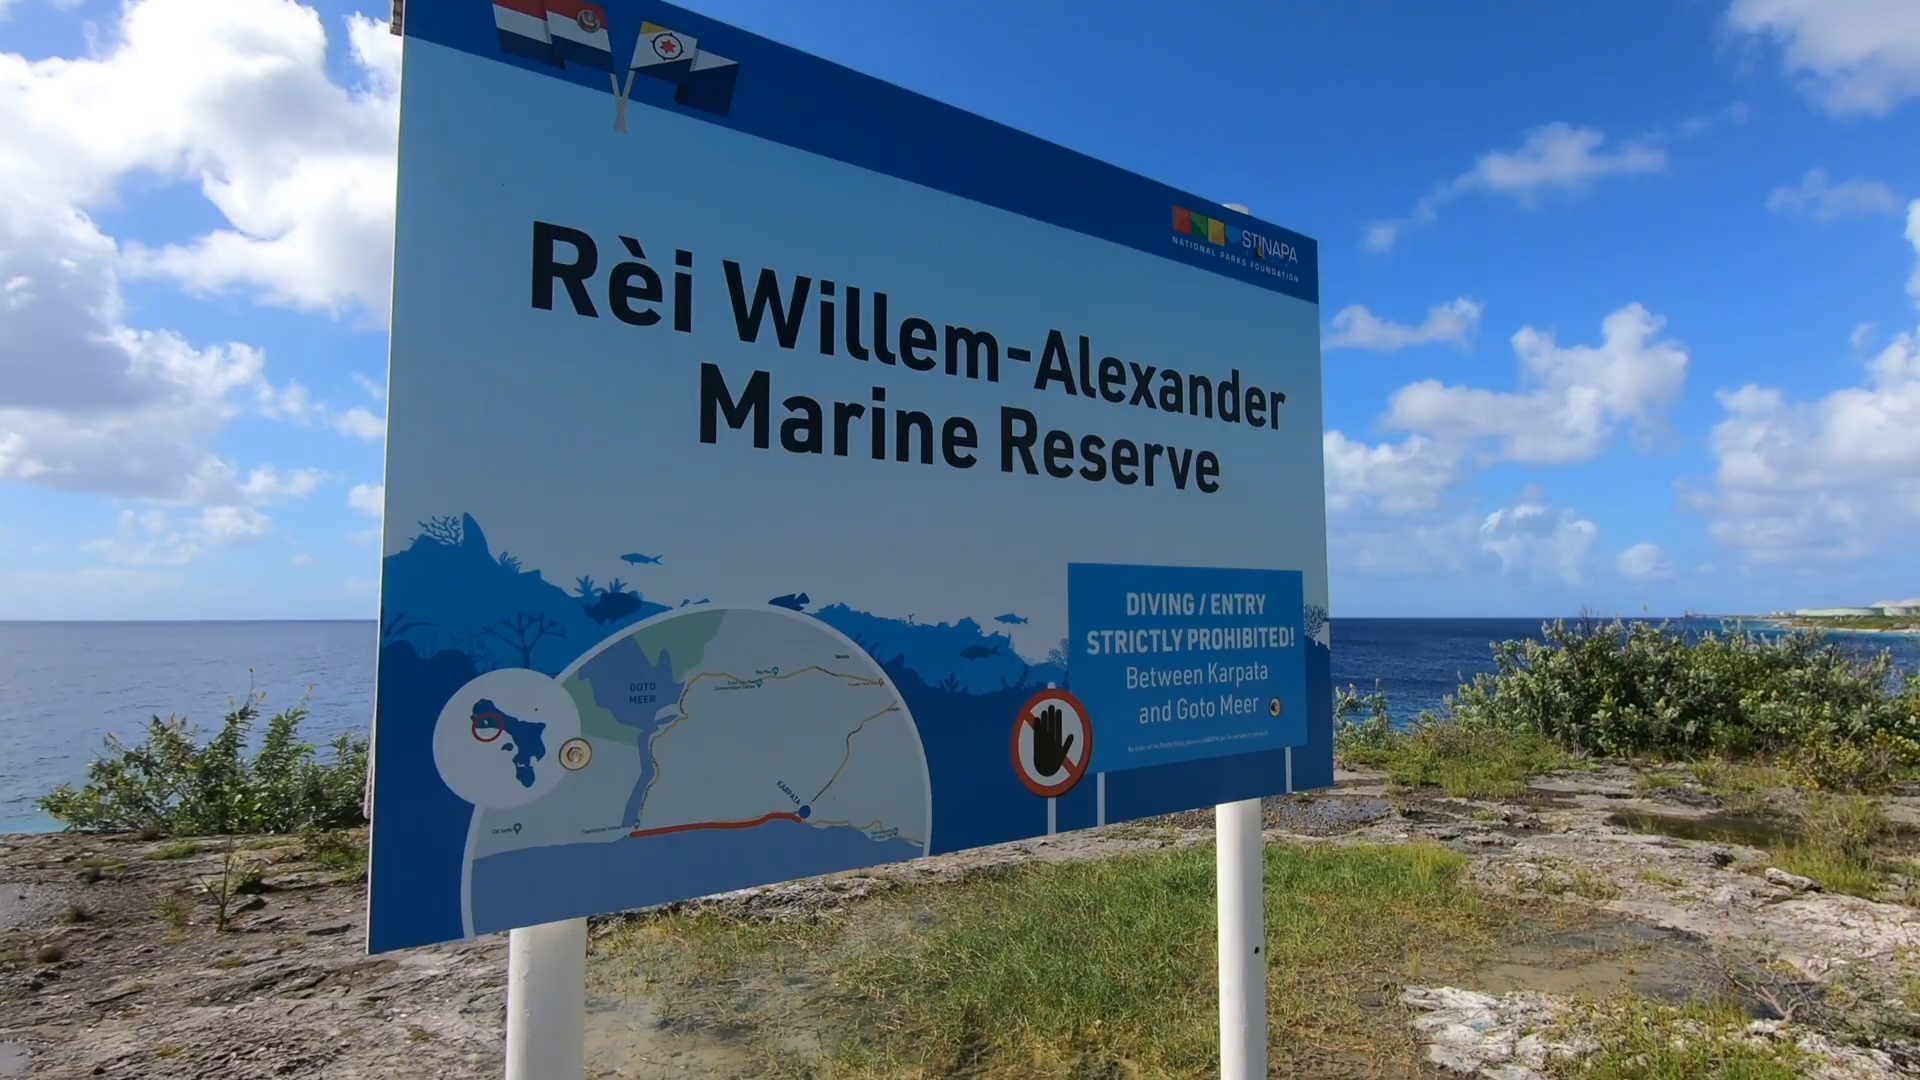 STINAPA
NATIONAL PARKS FOUNDATION
Rèi Willem-Alexander
Marine Reserve
DIVING / ENTRY
STRICTLY PROHIBITED!
Between Karpata
and Goto Meer
GOTO
MEER
KARPATA